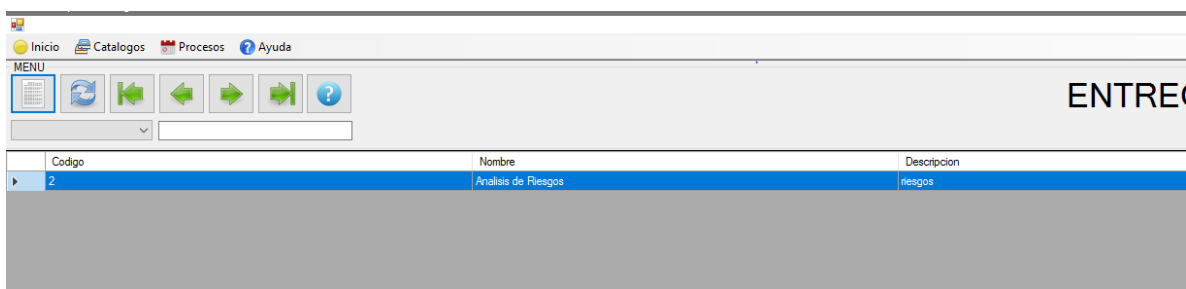 Inicio Catalogos Procesos Ayuda
MENU
ENTREG
Codigo Nombre Descripcion
2 Analisis de Riesgos riesgos